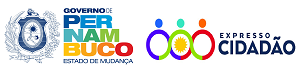 GOVERNO DE
PER
NAM
BUCO
ESTADO DE MUDANÇA
EXPRESSO
CIDADÃO